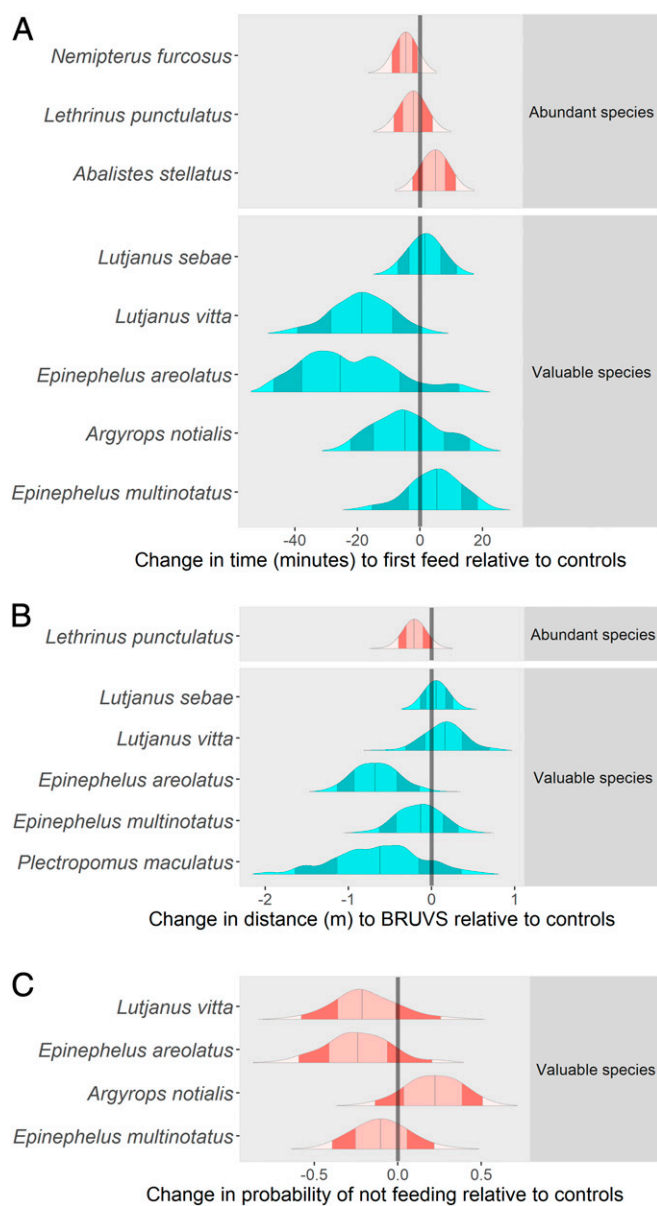 A
Nemipterus furcosus
Lethrinus punctulatus
Abalistes stellatus
Abundant species
Lutjanus sebae
Lutjanus vitta
Epinephelus areolatus
Argyrops notialis
Epinephelus multinotatus
Valuable species
-40 -20 0 20
Change in time (minutes) to first feed relative to controls
B
Lethrinus punctulatus
Abundant species
Lutjanus sebae
Lutjanus vitta
Epinephelus areolatus
Epinephelus multinotatus
Plectropomus maculatus
Valuable species
-2 -1 0 1
Change in distance (m) to BRUVS relative to controls
C
Lutjanus vitta
Epinephelus areolatus
Argyrops notialis
Epinephelus multinotatus
Valuable species
-0.5 0.0 0.5
Change in probability of not feeding relative to controls